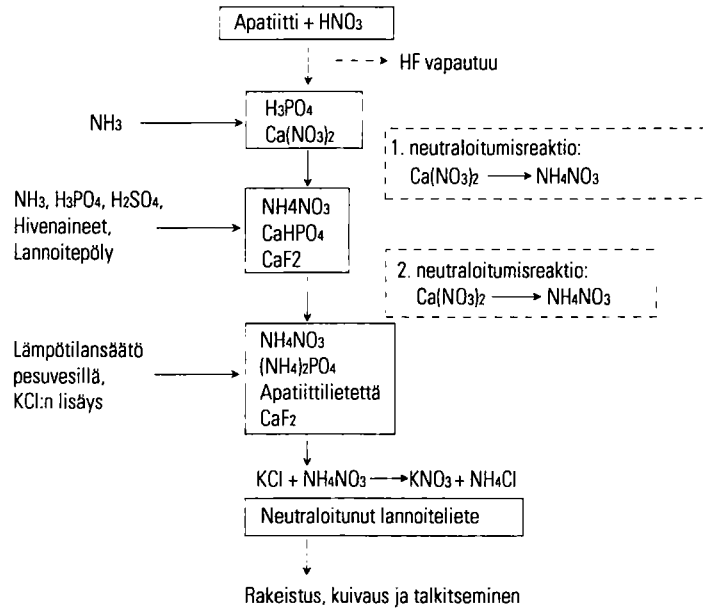 Apatiitti + HNO₃
HF vapautuu
NH₃
H₃PO₄
Ca(NO₃)₂
1. neutraloitumisreaktio:
Ca(NO₃)₂ → NH₄NO₃
NH₃, H₃PO₄, H₂SO₄,
Hivenaineet,
Lannoitepöly
NH4NO₃
CaHPO₄
CaF2
2. neutraloitumisreaktio:
Ca(NO₃)₂ → NH₄NO₃
Lämpötilansäätö
pesuvesillä,
KCl:n lisäys
NH₄NO₃
(NH₄)₂PO₄
Apatiittilietettä
CaF₂
KCl + NH₄NO₃ → KNO₃ + NH₄Cl
Neutraloitunut lannoiteliete
Rakeistus, kuivaus ja talkitseminen